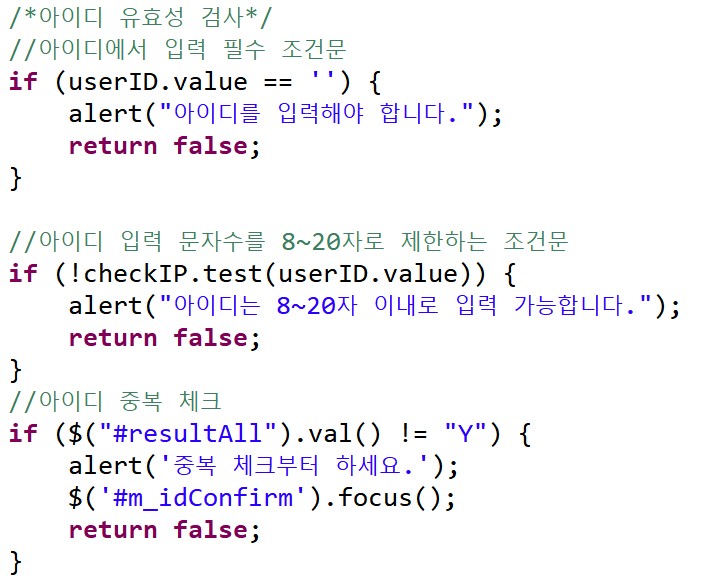 /*아이디 유효성 검사*/
//아이디에서 입력 필수 조건문
if (userID.value == '') {
alert("아이디를 입력해야 합니다.");
return false;
}
//아이디 입력 문자수를 8~20자로 제한하는 조건문
if (!checkIP.test(userID.value)) {
alert("아이디는 8~20자 이내로 입력 가능합니다.");
return false;
}
//아이디 중복 체크
if ($("#resultAll").val() != "Y") {
alert('중복 체크부터 하세요.');
$('#m_idConfirm').focus();
return false;
}